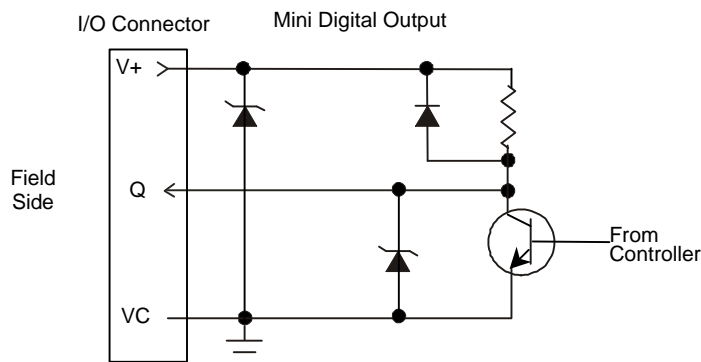 I/O Connector
Mini Digital Output
V+
Field
Side
Q
From
Controller
VC